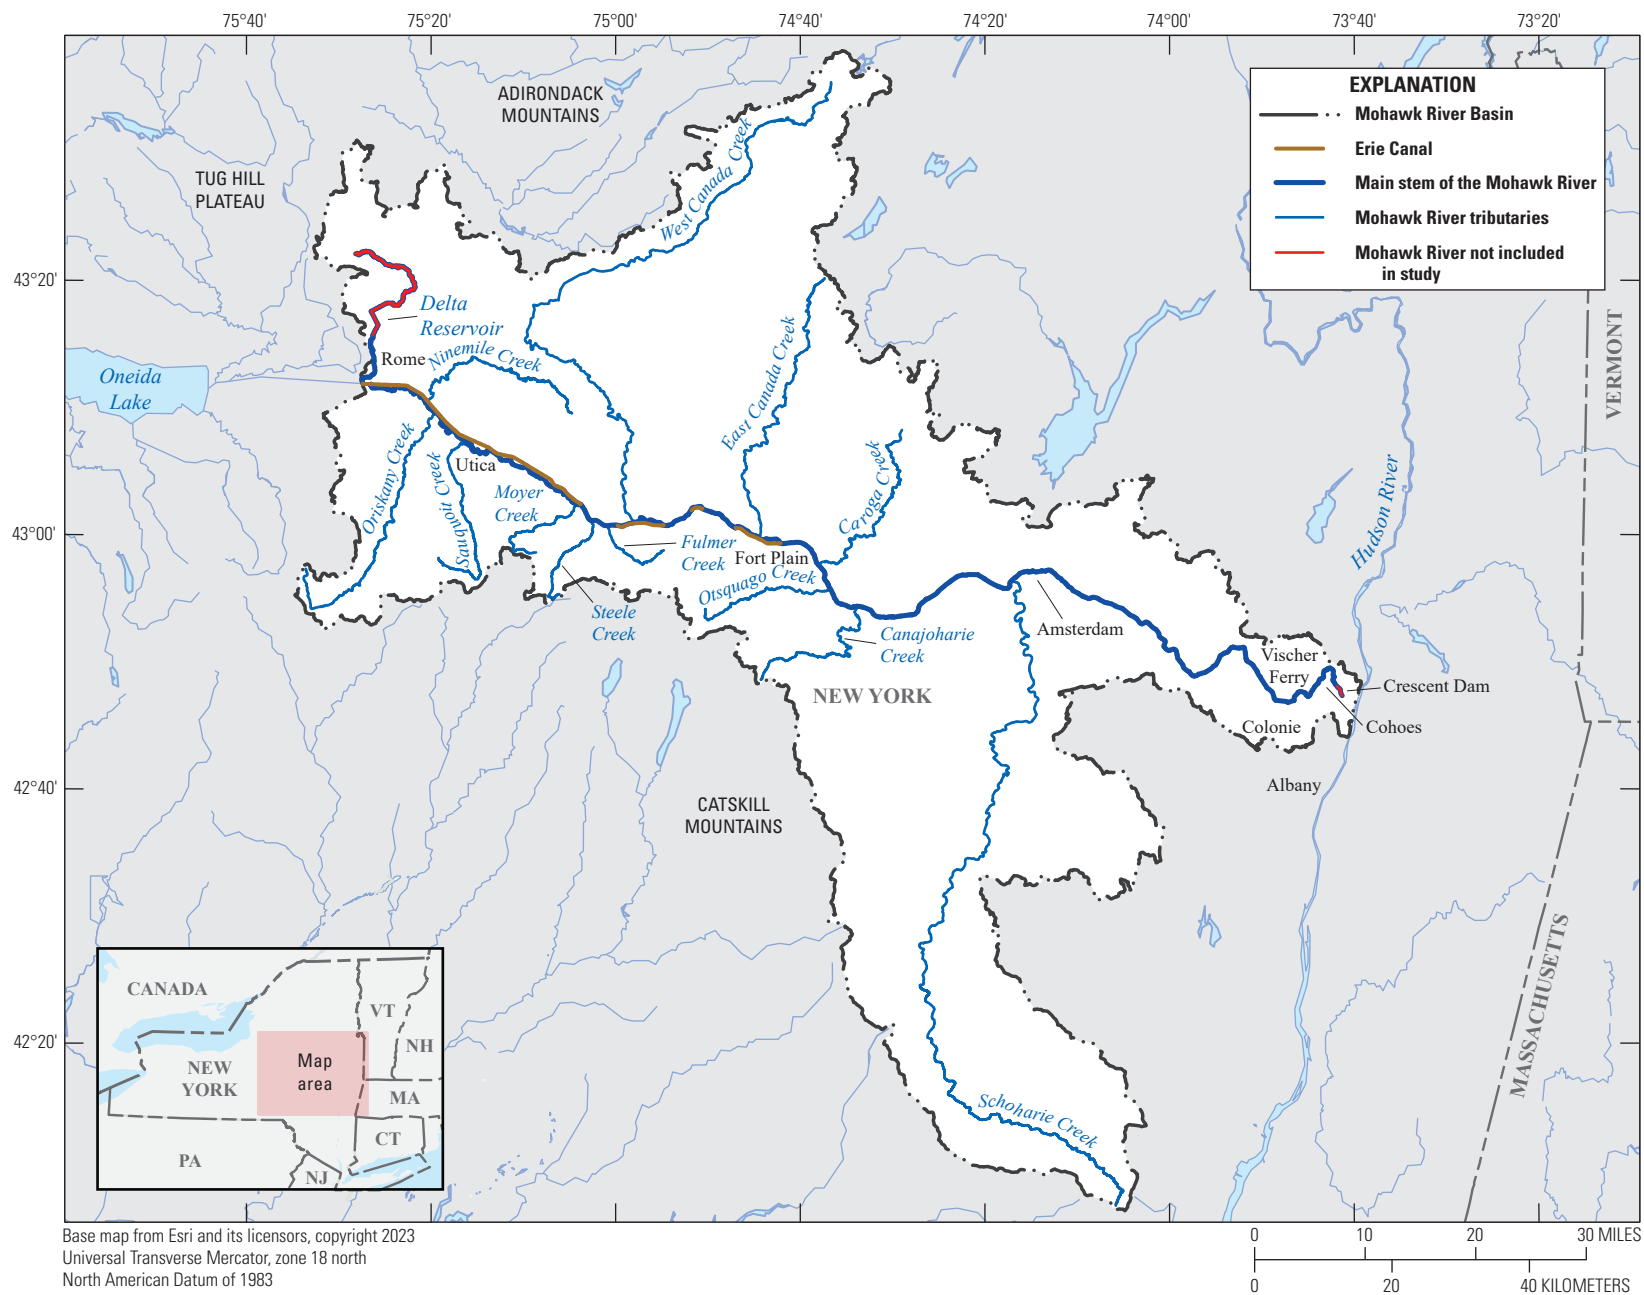 75°40'
75°20'
75°00'
74°40'
74°20'
74°00'
73°40'
73°20'
EXPLANATION
Mohawk River Basin
Erie Canal
Main stem of the Mohawk River
Mohawk River tributaries
Mohawk River not included
in study
ADIRONDACK
MOUNTAINS
TUG HILL
PLATEAU
West Canada Creek
43°20'
Delta
Reservoir
Rome
Ninemile Creek
Oneida
Lake
East Canada Creek
VERMONT
Oriskany Creek
Sauquoit Creek
Utica
Moyer
Creek
Caroga Creek
Hudson River
43°00'
Fulmer
Creek
Fort Plain
Otsquago Creek
Steele
Creek
Canajoharie
Creek
Amsterdam
Vischer
Ferry
Crescent Dam
Cohoes
Colonie
NEW YORK
Albany
42°40'
CATSKILL
MOUNTAINS
MASSACHUSETTS
42°20'
Schoharie Creek
CANADA
VT
NH
NEW
YORK
Map
area
MA
CT
PA
NJ
Base map from Esri and its licensors, copyright 2023
Universal Transverse Mercator, zone 18 north
North American Datum of 1983
0
10
20
30 MILES
0
20
40 KILOMETERS